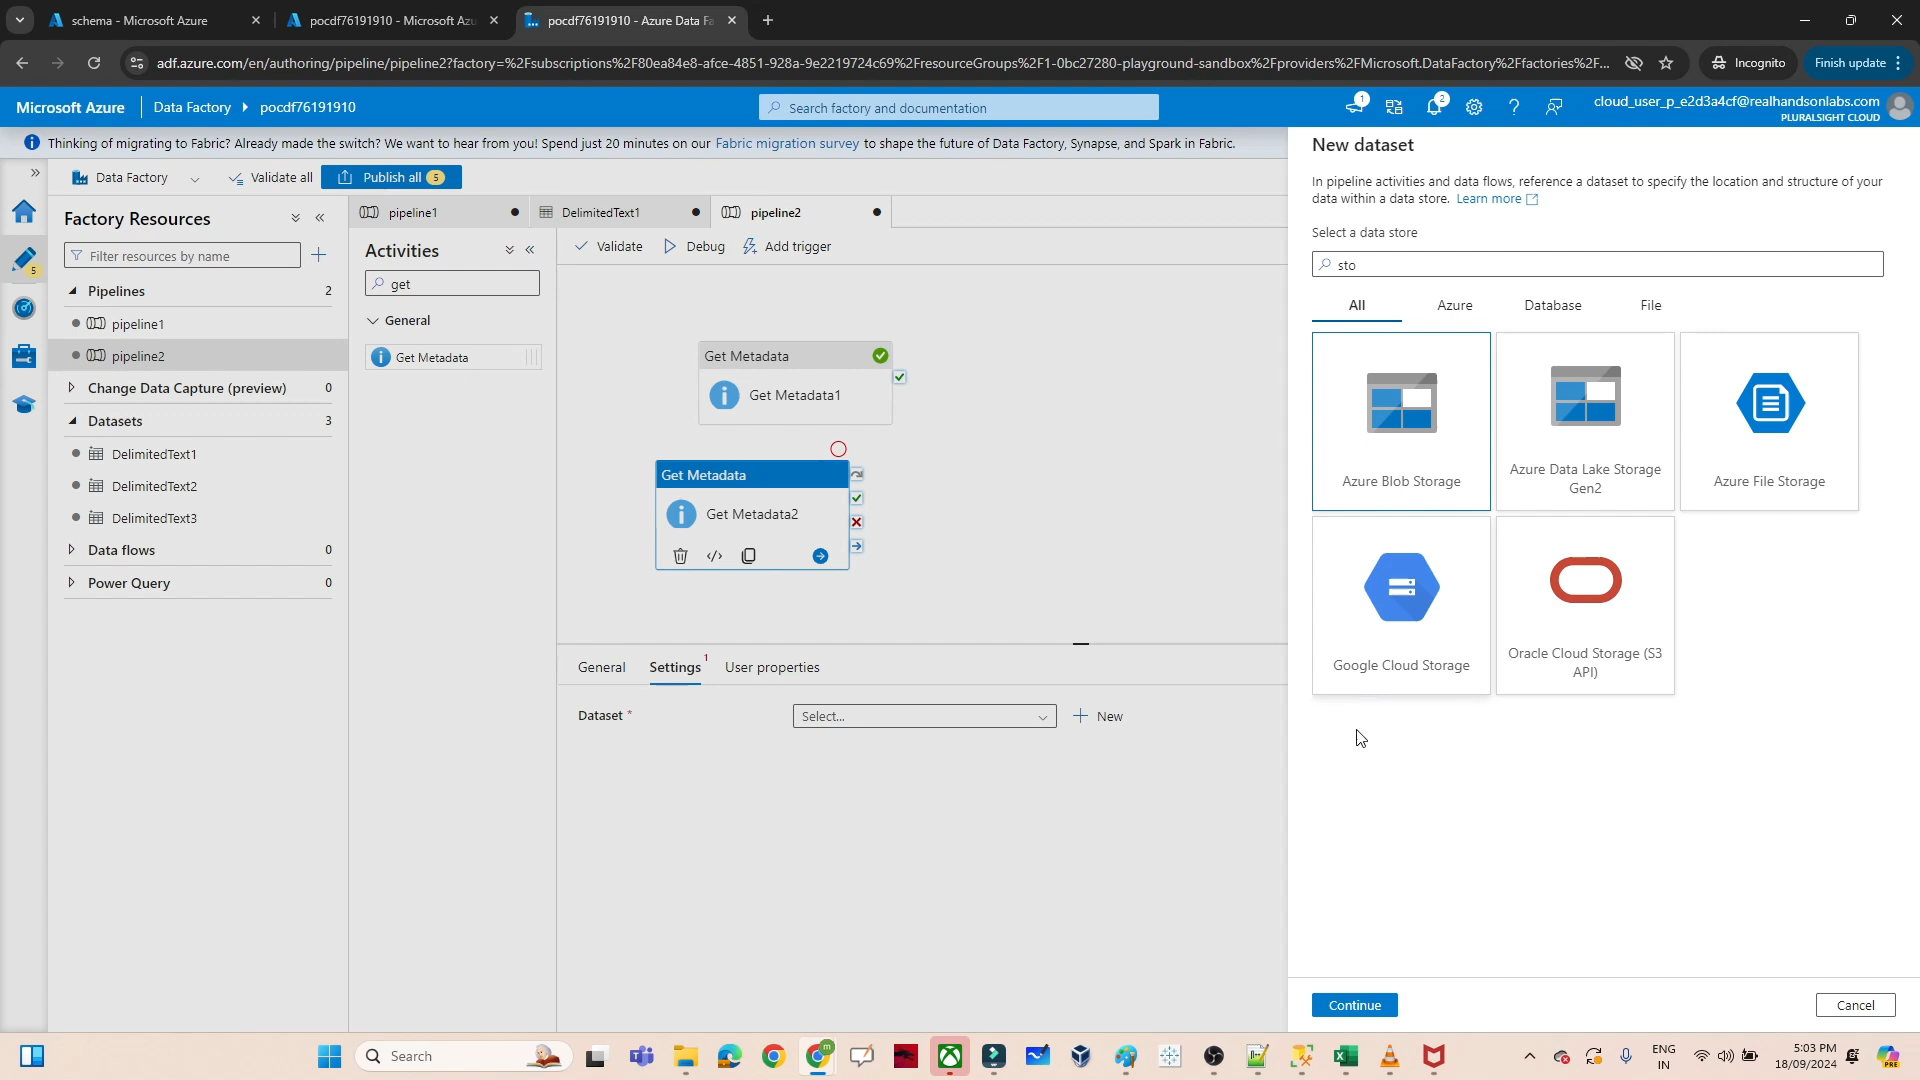 schema - Microsoft Azure
pocdf76191910 - Microsoft Azu
pocdf76191910 - Azure Data Fa
adf.azure.com/en/authoring/pipeline/pipeline2?factory=%2Fsubscriptions%2F80ea84e8-afce-4851-928a-9e2219724c69%2FresourceGroups%2F1-0bc27280-playground-sandbox%2Fproviders%2FMicrosoft.DataFactory%2Ffactories%2F...
Incognito
Finish update
Microsoft Azure
Data Factory
pocdf76191910
Search factory and documentation
1
2
cloud_user_p_e2d3a4cf@realhandsonlabs.com
PLURALSIGHT CLOUD
Thinking of migrating to Fabric? Already made the switch? We want to hear from you! Spend just 20 minutes on our Fabric migration survey to shape the future of Data Factory, Synapse, and Spark in Fabric.
Data Factory
Validate all
Publish all 5
5
Factory Resources
Filter resources by name
Pipelines 2
pipeline1
pipeline2
Change Data Capture (preview) 0
Datasets 3
DelimitedText1
DelimitedText2
DelimitedText3
Data flows 0
Power Query 0
pipeline1
DelimitedText1
pipeline2
Activities
get
General
Get Metadata
Validate
Debug
Add trigger
Get Metadata
Get Metadata1
Get Metadata
Get Metadata2
General
Settings 1
User properties
Dataset *
Select...
New
New dataset
In pipeline activities and data flows, reference a dataset to specify the location and structure of your
data within a data store. Learn more
Select a data store
sto
All
Azure
Database
File
Azure Blob Storage
Azure Data Lake Storage
Gen2
Azure File Storage
Google Cloud Storage
Oracle Cloud Storage (S3
API)
Continue
Cancel
Search
m
ENG
IN
5:03 PM
18/09/2024
PRE